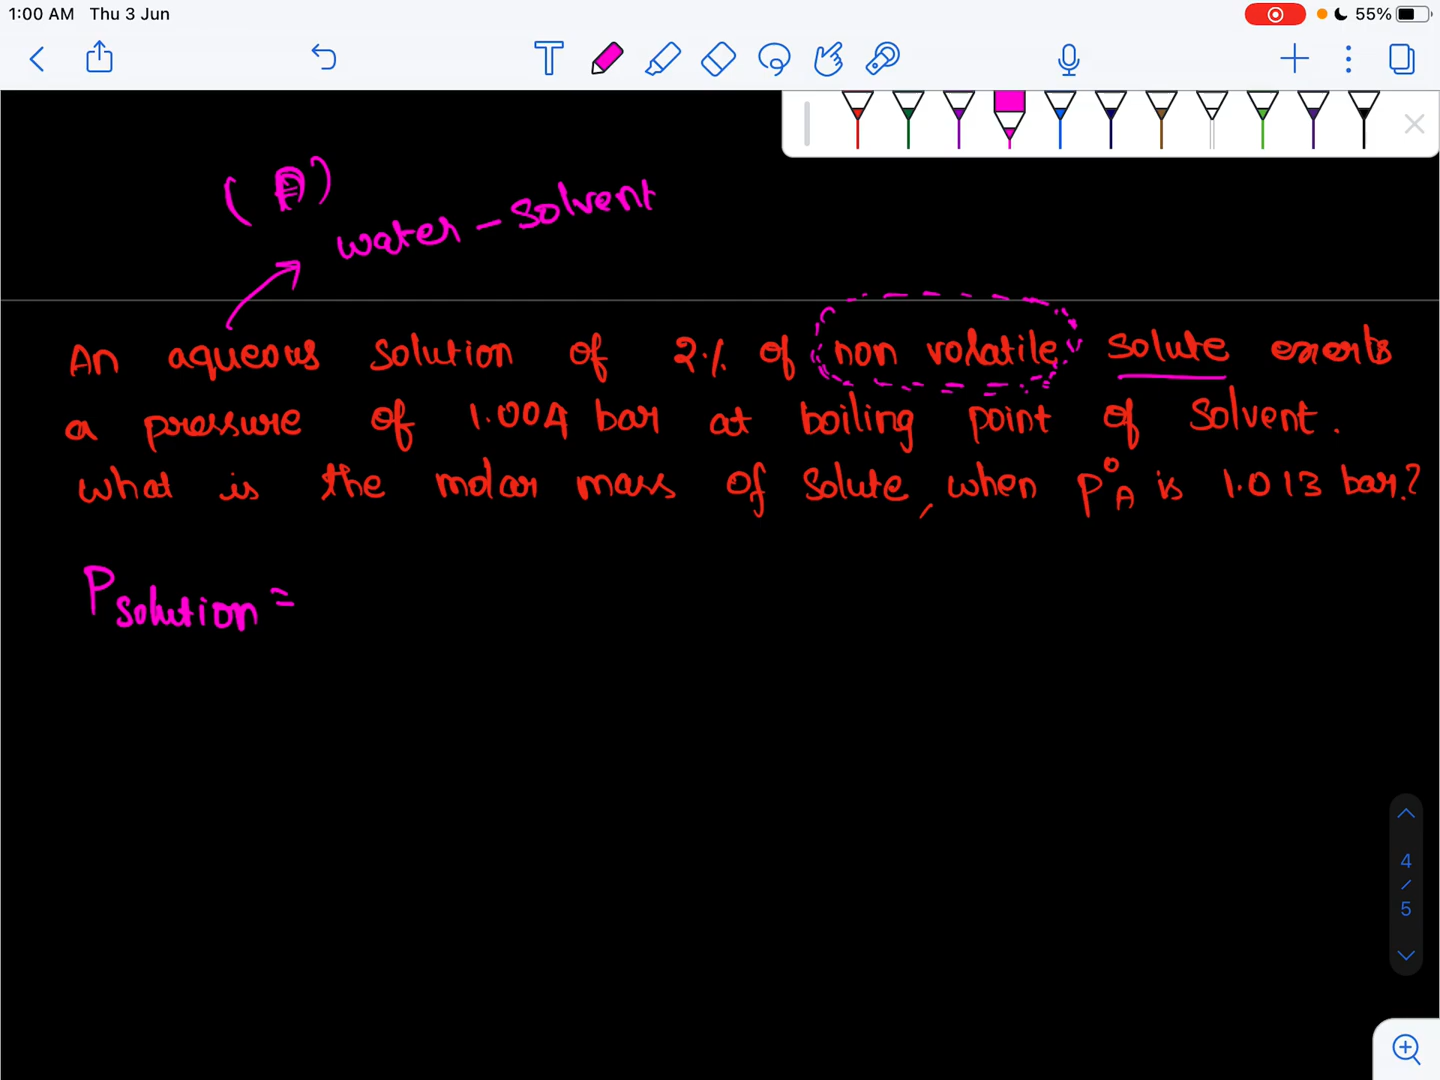 1:00 AM Thu 3 Jun
55%
T
(A)
water - solvent
An aqueous solution of 2% of non volatile solute exerts
a pressure of 1.004 bar at boiling point of solvent.
what is the molar mass of solute, when p°A is 1.013 bar?
Psolution =
4
/
5